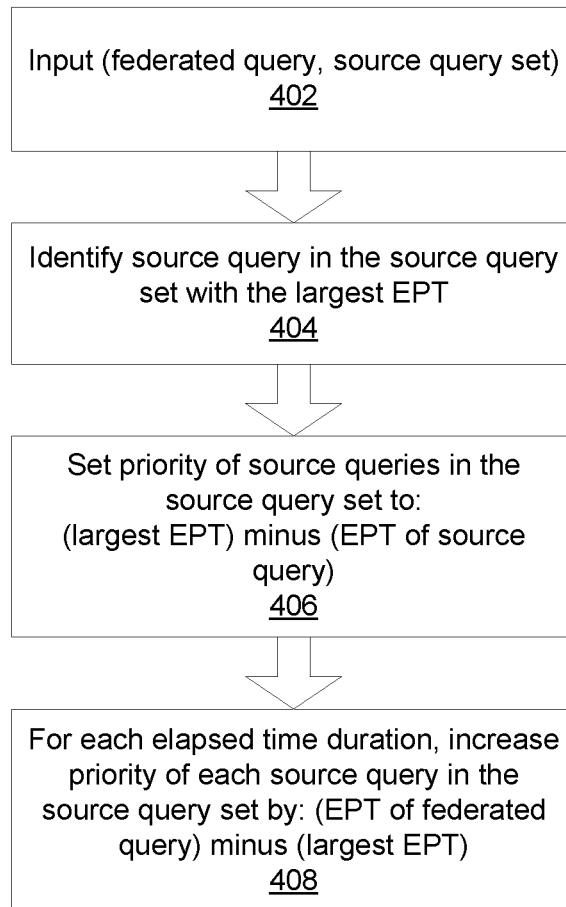 Input (federated query, source query set)
402
Identify source query in the source query
set with the largest EPT
404
Set priority of source queries in the
source query set to:
(largest EPT) minus (EPT of source
query)
406
For each elapsed time duration, increase
priority of each source query in the
source query set by: (EPT of federated
query) minus (largest EPT)
408